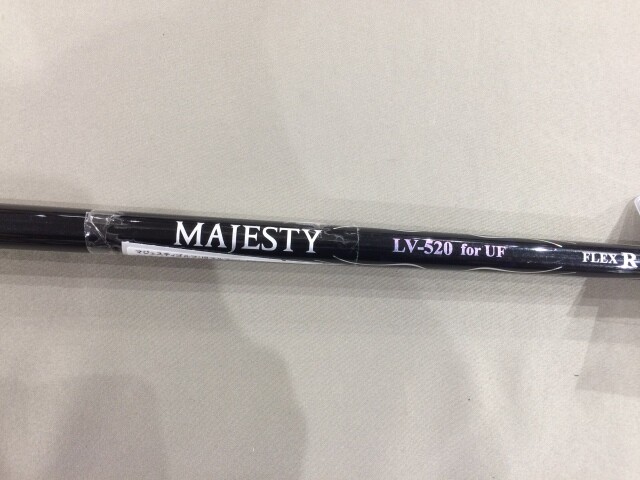 MAJESTY
LV-520 for UF
FLEX R